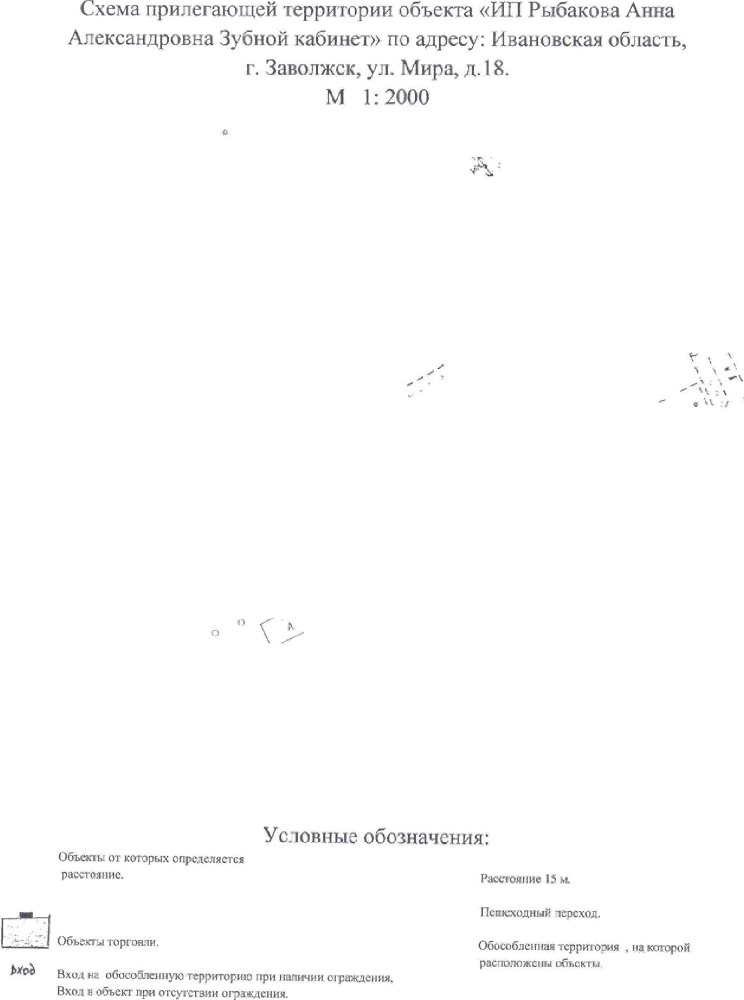 Схема прилегающей территории объекта «ИП Рыбакова Анна
Александровна Зубной кабинет» по адресу: Ивановская область,
г. Заволжск, ул. Мира, д.18.
М 1: 2000
А
Условные обозначения:
Объекты от которых определяется
расстояние.
Расстояние 15 м.
Пешеходный переход.
Объекты торговли.
Обособленная территория , на которой
расположены объекты.
вход
Вход на обособленную территорию при наличии ограждения,
Вход в объект при отсутствии ограждения.